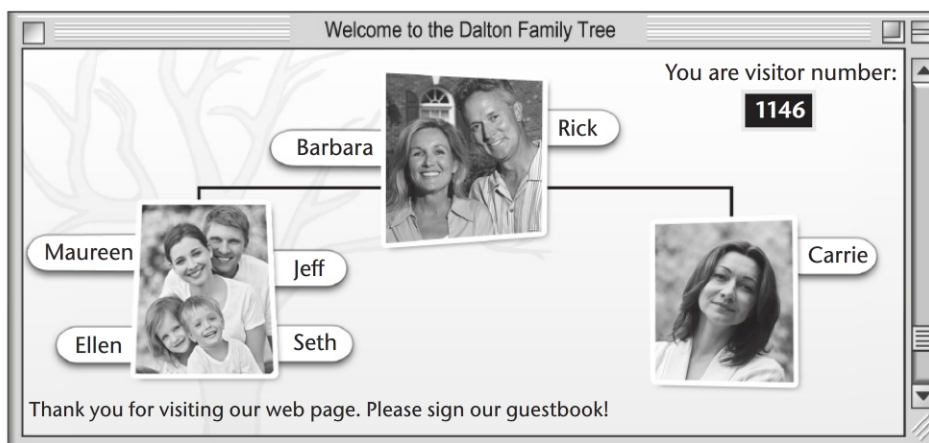 Welcome to the Dalton Family Tree
You are visitor number:
1146
Barbara
Rick
Maureen
Jeff
Carrie
Ellen
Seth
Thank you for visiting our web page. Please sign our guestbook!